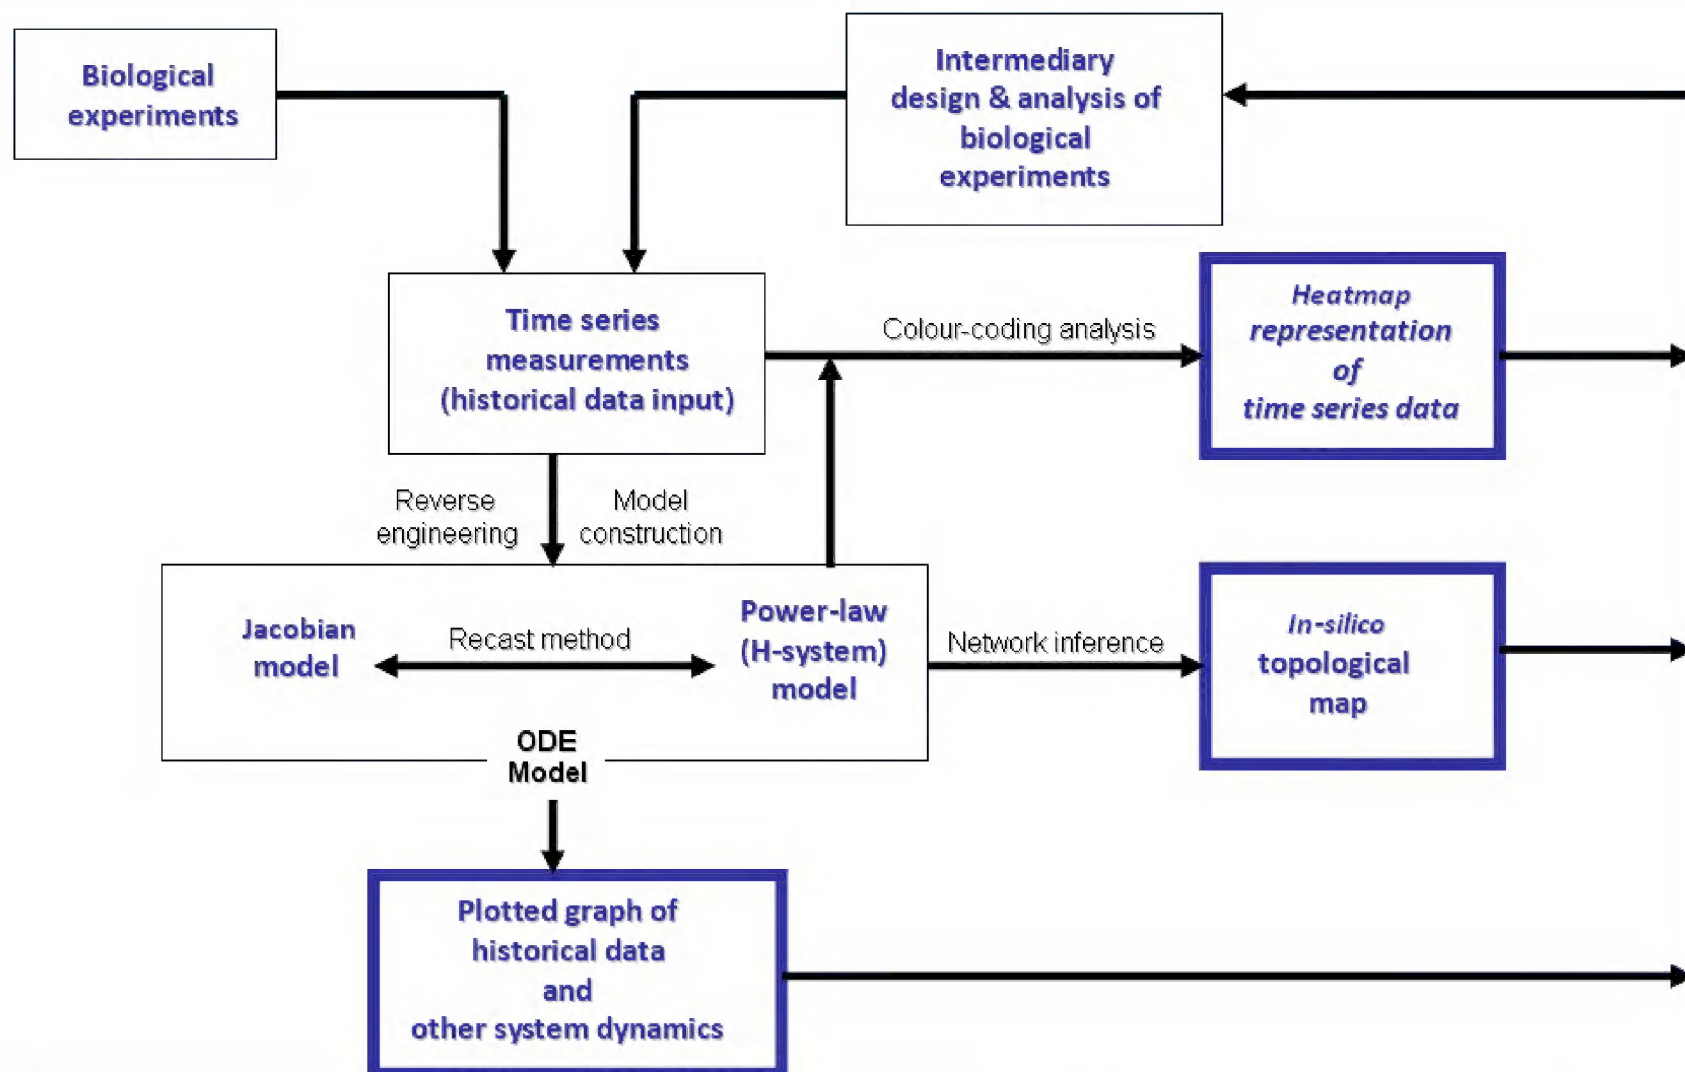 Biological
experiments
Intermediary
design & analysis of
biological
experiments
Time series
measurements
(historical data input)
Colour-coding analysis
Heatmap
representation
of
time series data
Reverse
engineering
Model
construction
Jacobian
model
Recast method
Power-law
(H-system)
model
Network inference
In-silico
topological
map
ODE
Model
Plotted graph of
historical data
and
other system dynamics